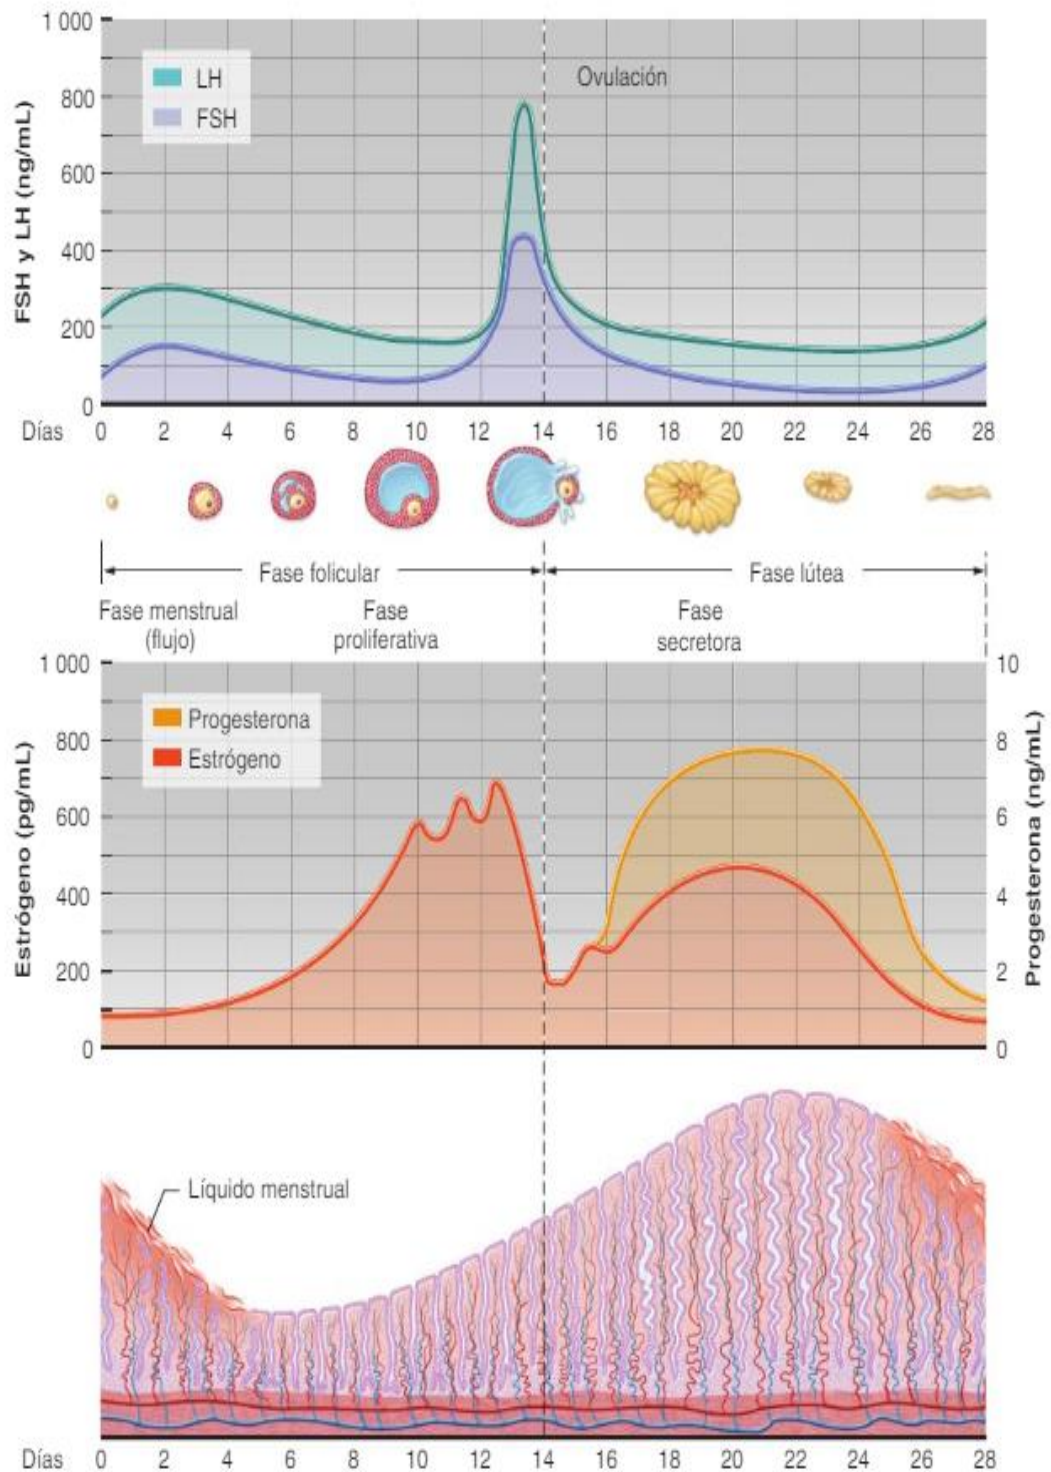 1 000
800
600
400
200
0
FSH y LH (ng/mL)
LH
FSH
Ovulación
Días 0 2 4 6 8 10 12 14 16 18 20 22 24 26 28
Fase folicular
Fase lútea
Fase menstrual
(flujo)
Fase
proliferativa
Fase
secretora
1 000
800
600
400
200
0
Estrógeno (pg/mL)
Progesterona
Estrógeno
10
8
6
4
2
0
Progesterona (ng/mL)
Líquido menstrual
Días 0 2 4 6 8 10 12 14 16 18 20 22 24 26 28